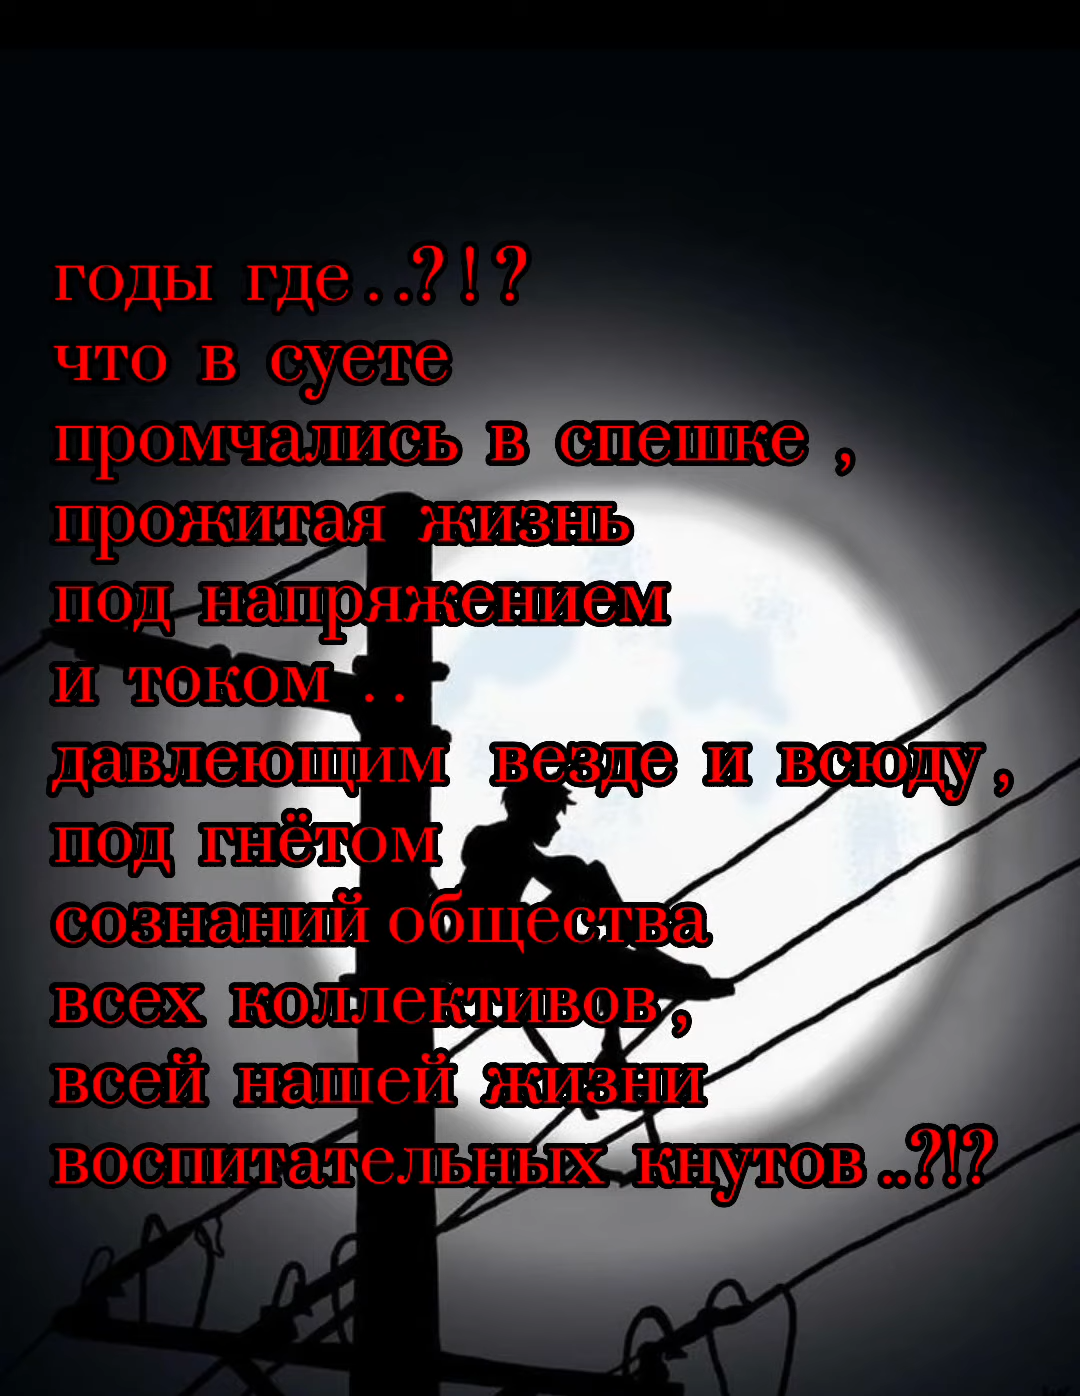 годы где . ..? ! ?
что в суете
промчались в спешке ,
прожитая жизнь
под напряжением
и током . .
давлеющим везде и всюду ,
под гнётом
сознаний общества
всех коллективов ,
всей нашей жизни
воспитательных кнутов ..?!?